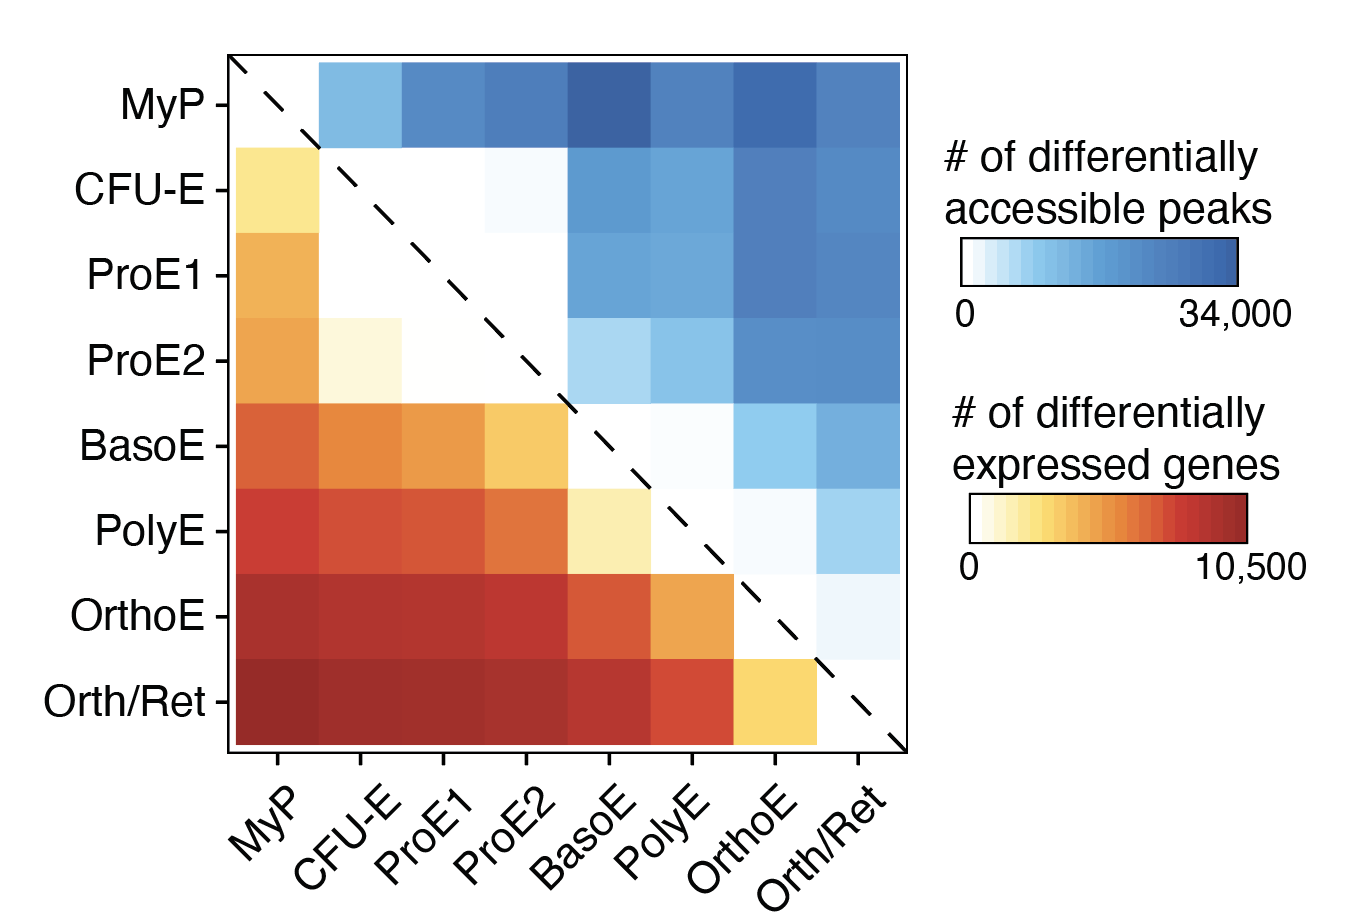 MyP
CFU-E
ProE1
ProE2
BasoE
PolyE
OrthoE
Orth/Ret
MyP
CFU-E
ProE1
ProE2
BasoE
PolyE
OrthoE
Orth/Ret
# of differentially
accessible peaks
0 34,000
# of differentially
expressed genes
0 10,500